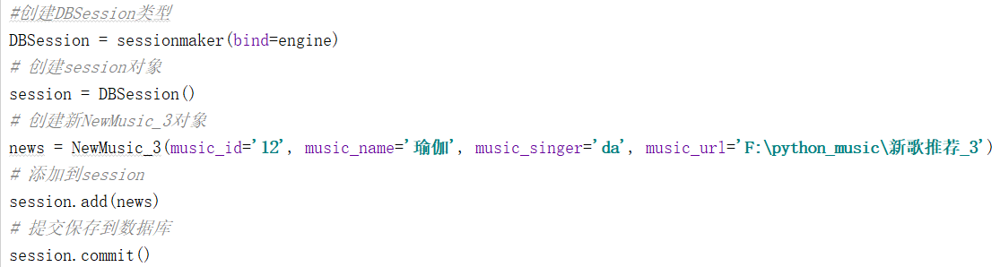 #创建DBSession类型
DBSession = sessionmaker(bind=engine)
# 创建session对象
session = DBSession()
# 创建新NewMusic_3对象
news = NewMusic_3(music_id='12', music_name='瑜伽', music_singer='da', music_url='F:\python_music\新歌推荐_3')
# 添加到session
session.add(news)
# 提交保存到数据库
session.commit()